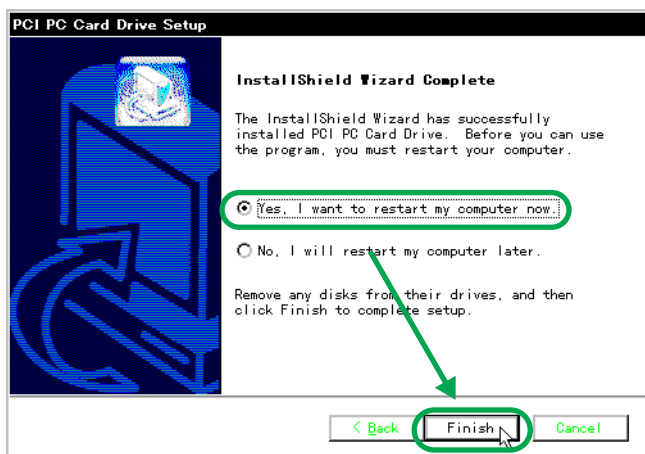 PCI PC Card Drive Setup
InstallShield Wizard Complete
The InstallShield Wizard has successfully
installed PCI PC Card Drive. Before you can use
the program, you must restart your computer.
Yes, I want to restart my computer now.
No, I will restart my computer later.
Remove any disks from their drives, and then
click Finish to complete setup.
< Back Finish Cancel